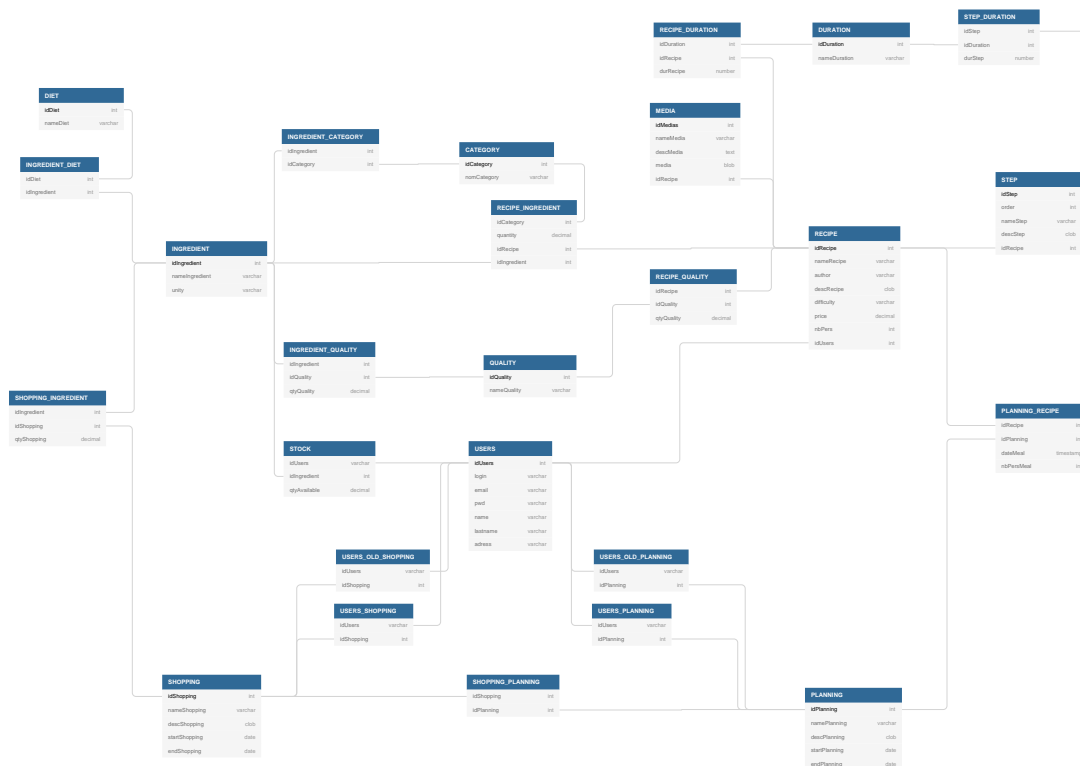 RECIPE_DURATION
idDuration int
idRecipe int
durRecipe number
DURATION
idDuration int
nameDuration varchar
STEP_DURATION
idStep int
idDuration int
durStep number
DIET
idDiet int
nameDiet varchar
INGREDIENT_DIET
idDiet int
idIngredient int
INGREDIENT_CATEGORY
idIngredient int
idCategory int
CATEGORY
idCategory int
nomCategory varchar
MEDIA
idMedias int
nameMedia varchar
descMedia text
media blob
idRecipe int
STEP
idStep int
order int
nameStep varchar
descStep clob
idRecipe int
RECIPE_INGREDIENT
idCategory int
quantity decimal
idRecipe int
idIngredient int
INGREDIENT
idIngredient int
nameIngredient varchar
unity varchar
RECIPE
idRecipe int
nameRecipe varchar
author varchar
descRecipe clob
difficulty varchar
price decimal
nbPers int
idUsers int
RECIPE_QUALITY
idRecipe int
idQuality int
qtyQuality decimal
INGREDIENT_QUALITY
idIngredient int
idQuality int
qtyQuality decimal
QUALITY
idQuality int
nameQuality varchar
SHOPPING_INGREDIENT
idIngredient int
idShopping int
qtyShopping decimal
PLANNING_RECIPE
idRecipe
idPlanning
dateMeal timestamp
nbPersMeal
STOCK
idUsers varchar
idIngredient int
qtyAvailable decimal
USERS
idUsers int
login varchar
email varchar
pwd varchar
name varchar
lastname varchar
adress varchar
USERS_OLD_SHOPPING
idUsers varchar
idShopping int
USERS_OLD_PLANNING
idUsers varchar
idPlanning int
USERS_SHOPPING
idUsers varchar
idShopping int
USERS_PLANNING
idUsers varchar
idPlanning int
SHOPPING
idShopping int
nameShopping varchar
descShopping clob
startShopping date
endShopping date
SHOPPING_PLANNING
idShopping int
idPlanning int
PLANNING
idPlanning int
namePlanning varchar
descPlanning clob
startPlanning date
endPlanning date